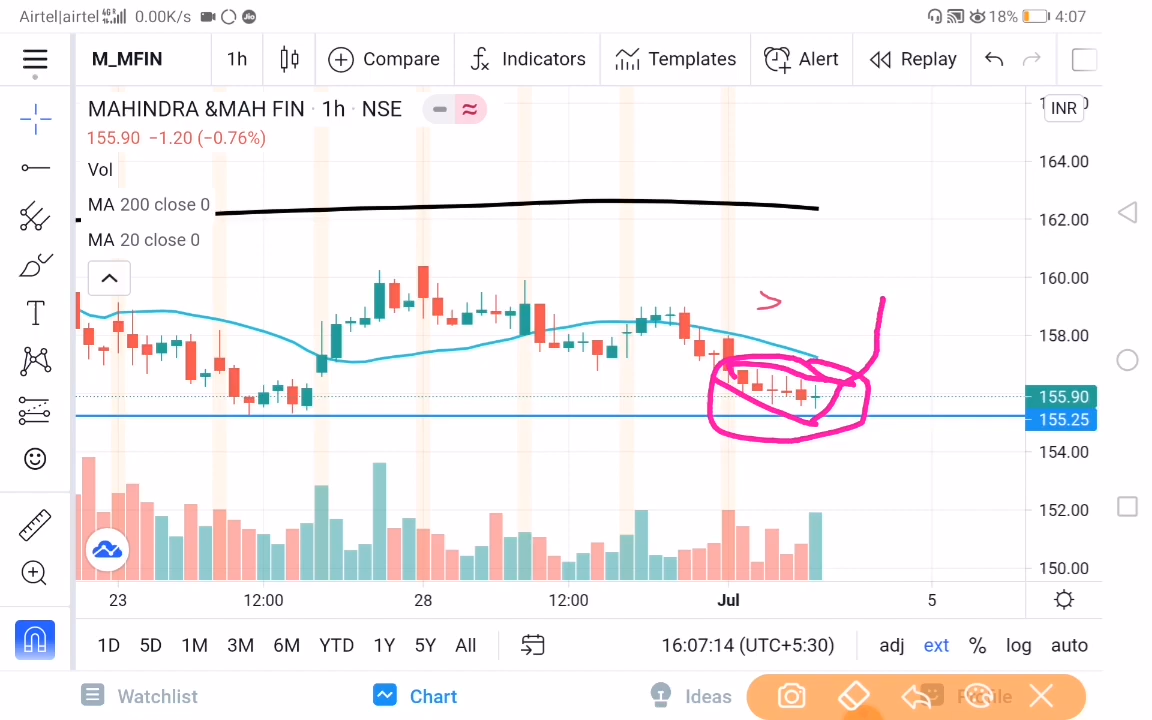 Airtel|airtel 4G 0.00K/s Jio 18% 4:07
M_MFIN 1h Compare Indicators Templates Alert Replay
MAHINDRA &MAH FIN · 1h · NSE INR
155.90 −1.20 (−0.76%)
164.00
Vol
MA 200 close 0
162.00
MA 20 close 0
160.00
158.00
155.90
155.25
154.00
152.00
150.00
23 12:00 28 12:00 Jul 5
1D 5D 1M 3M 6M YTD 1Y 5Y All 16:07:14 (UTC+5:30) adj ext % log auto
Watchlist Chart Ideas Profile